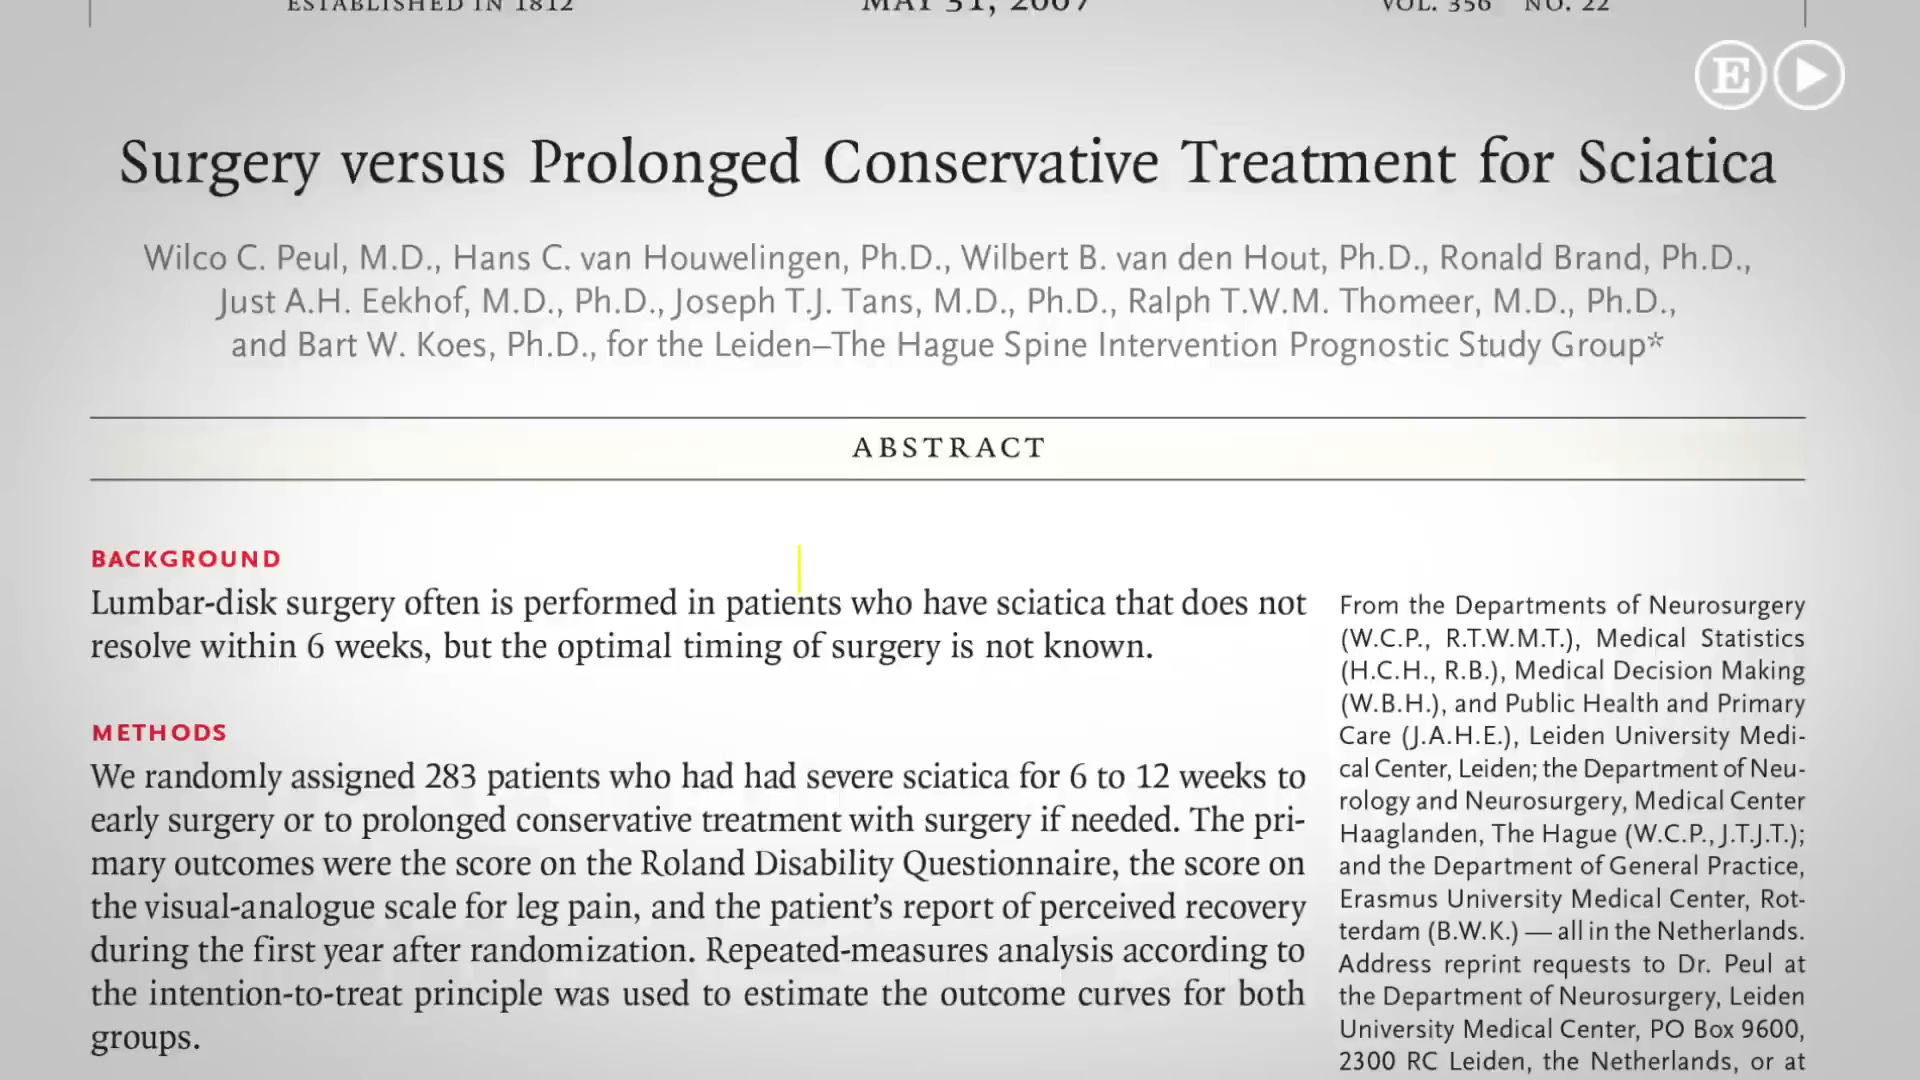 ESTABLISHED IN 1812 MAY 31, 2007 VOL. 356 NO. 22
E
Surgery versus Prolonged Conservative Treatment for Sciatica
Wilco C. Peul, M.D., Hans C. van Houwelingen, Ph.D., Wilbert B. van den Hout, Ph.D., Ronald Brand, Ph.D.,
Just A.H. Eekhof, M.D., Ph.D., Joseph T.J. Tans, M.D., Ph.D., Ralph T.W.M. Thomeer, M.D., Ph.D.,
and Bart W. Koes, Ph.D., for the Leiden–The Hague Spine Intervention Prognostic Study Group*
ABSTRACT
BACKGROUND
Lumbar-disk surgery often is performed in patients who have sciatica that does not
resolve within 6 weeks, but the optimal timing of surgery is not known.
METHODS
We randomly assigned 283 patients who had had severe sciatica for 6 to 12 weeks to
early surgery or to prolonged conservative treatment with surgery if needed. The pri-
mary outcomes were the score on the Roland Disability Questionnaire, the score on
the visual-analogue scale for leg pain, and the patient's report of perceived recovery
during the first year after randomization. Repeated-measures analysis according to
the intention-to-treat principle was used to estimate the outcome curves for both
groups.
From the Departments of Neurosurgery
(W.C.P., R.T.W.M.T.), Medical Statistics
(H.C.H., R.B.), Medical Decision Making
(W.B.H.), and Public Health and Primary
Care (J.A.H.E.), Leiden University Medi-
cal Center, Leiden; the Department of Neu-
rology and Neurosurgery, Medical Center
Haaglanden, The Hague (W.C.P., J.T.J.T.);
and the Department of General Practice,
Erasmus University Medical Center, Rot-
terdam (B.W.K.) — all in the Netherlands.
Address reprint requests to Dr. Peul at
the Department of Neurosurgery, Leiden
University Medical Center, PO Box 9600,
2300 RC Leiden, the Netherlands, or at